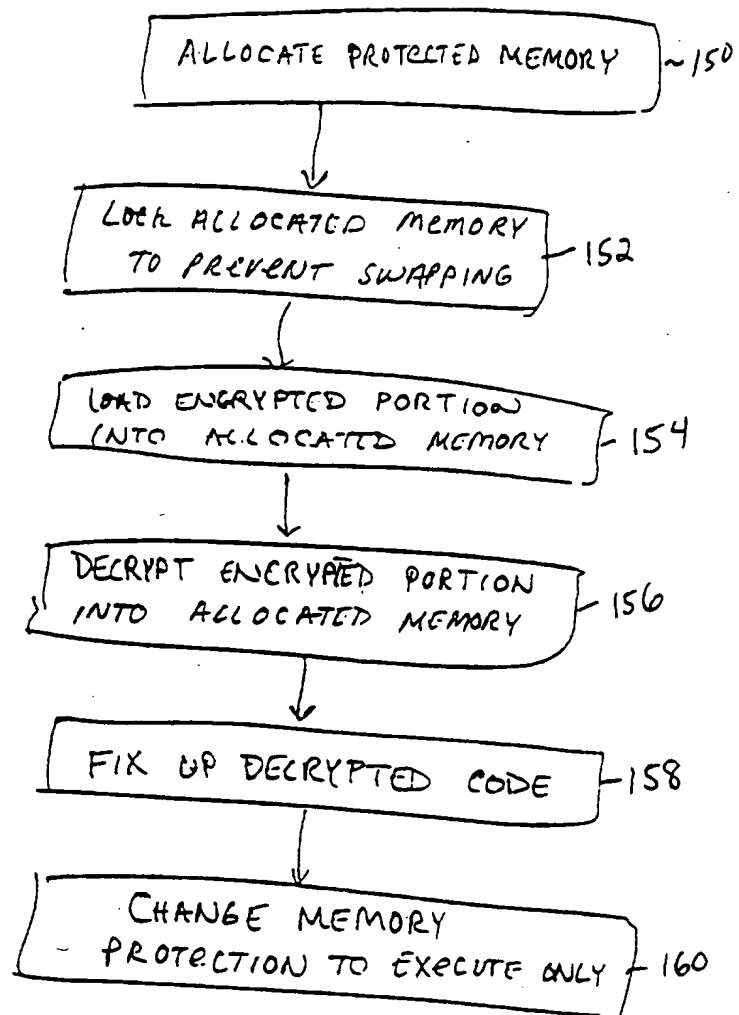 ALLOCATE PROTECTED MEMORY ~150
LOCK ALLOCATED MEMORY
TO PREVENT SWAPPING 152
LOAD ENCRYPTED PORTION
INTO ALLOCATED MEMORY 154
DECRYPT ENCRYPTED PORTION
INTO ALLOCATED MEMORY 156
FIX UP DECRYPTED CODE 158
CHANGE MEMORY
PROTECTION TO EXECUTE ONLY 160